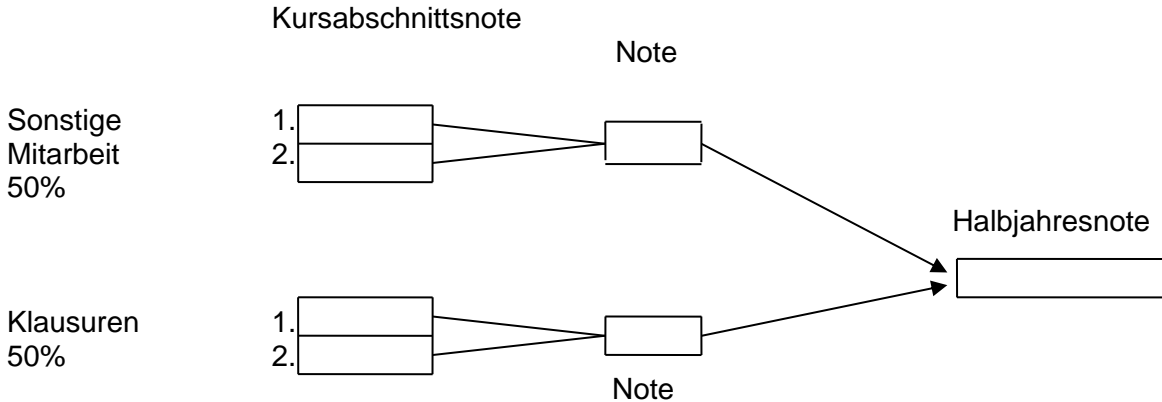 Kursabschnittsnote
Note
Sonstige
Mitarbeit
50%
1.
2.
Halbjahresnote
Klausuren
50%
1.
2.
Note